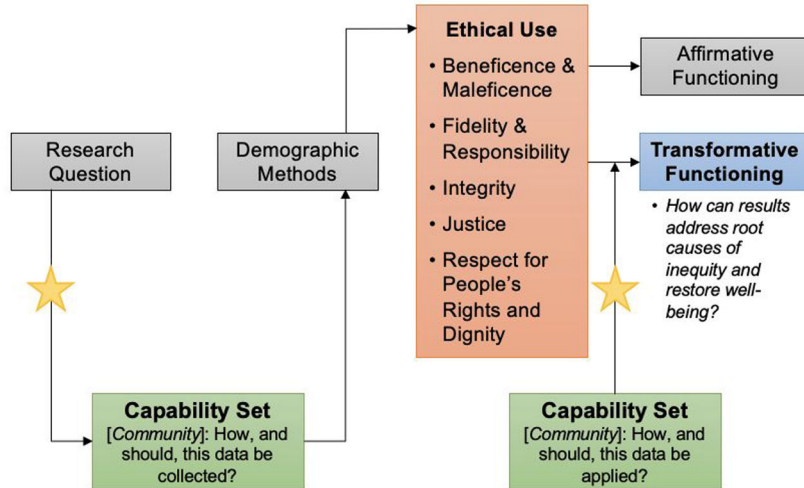 Research
Question
Demographic
Methods
Ethical Use
• Beneficence &
Maleficence
• Fidelity &
Responsibility
• Integrity
• Justice
• Respect for
People's
Rights and
Dignity
Affirmative
Functioning
Transformative
Functioning
• How can results
address root
causes of
inequity and
restore well-
being?
Capability Set
[Community]: How, and
should, this data be
collected?
Capability Set
[Community]: How, and
should, this data be
applied?